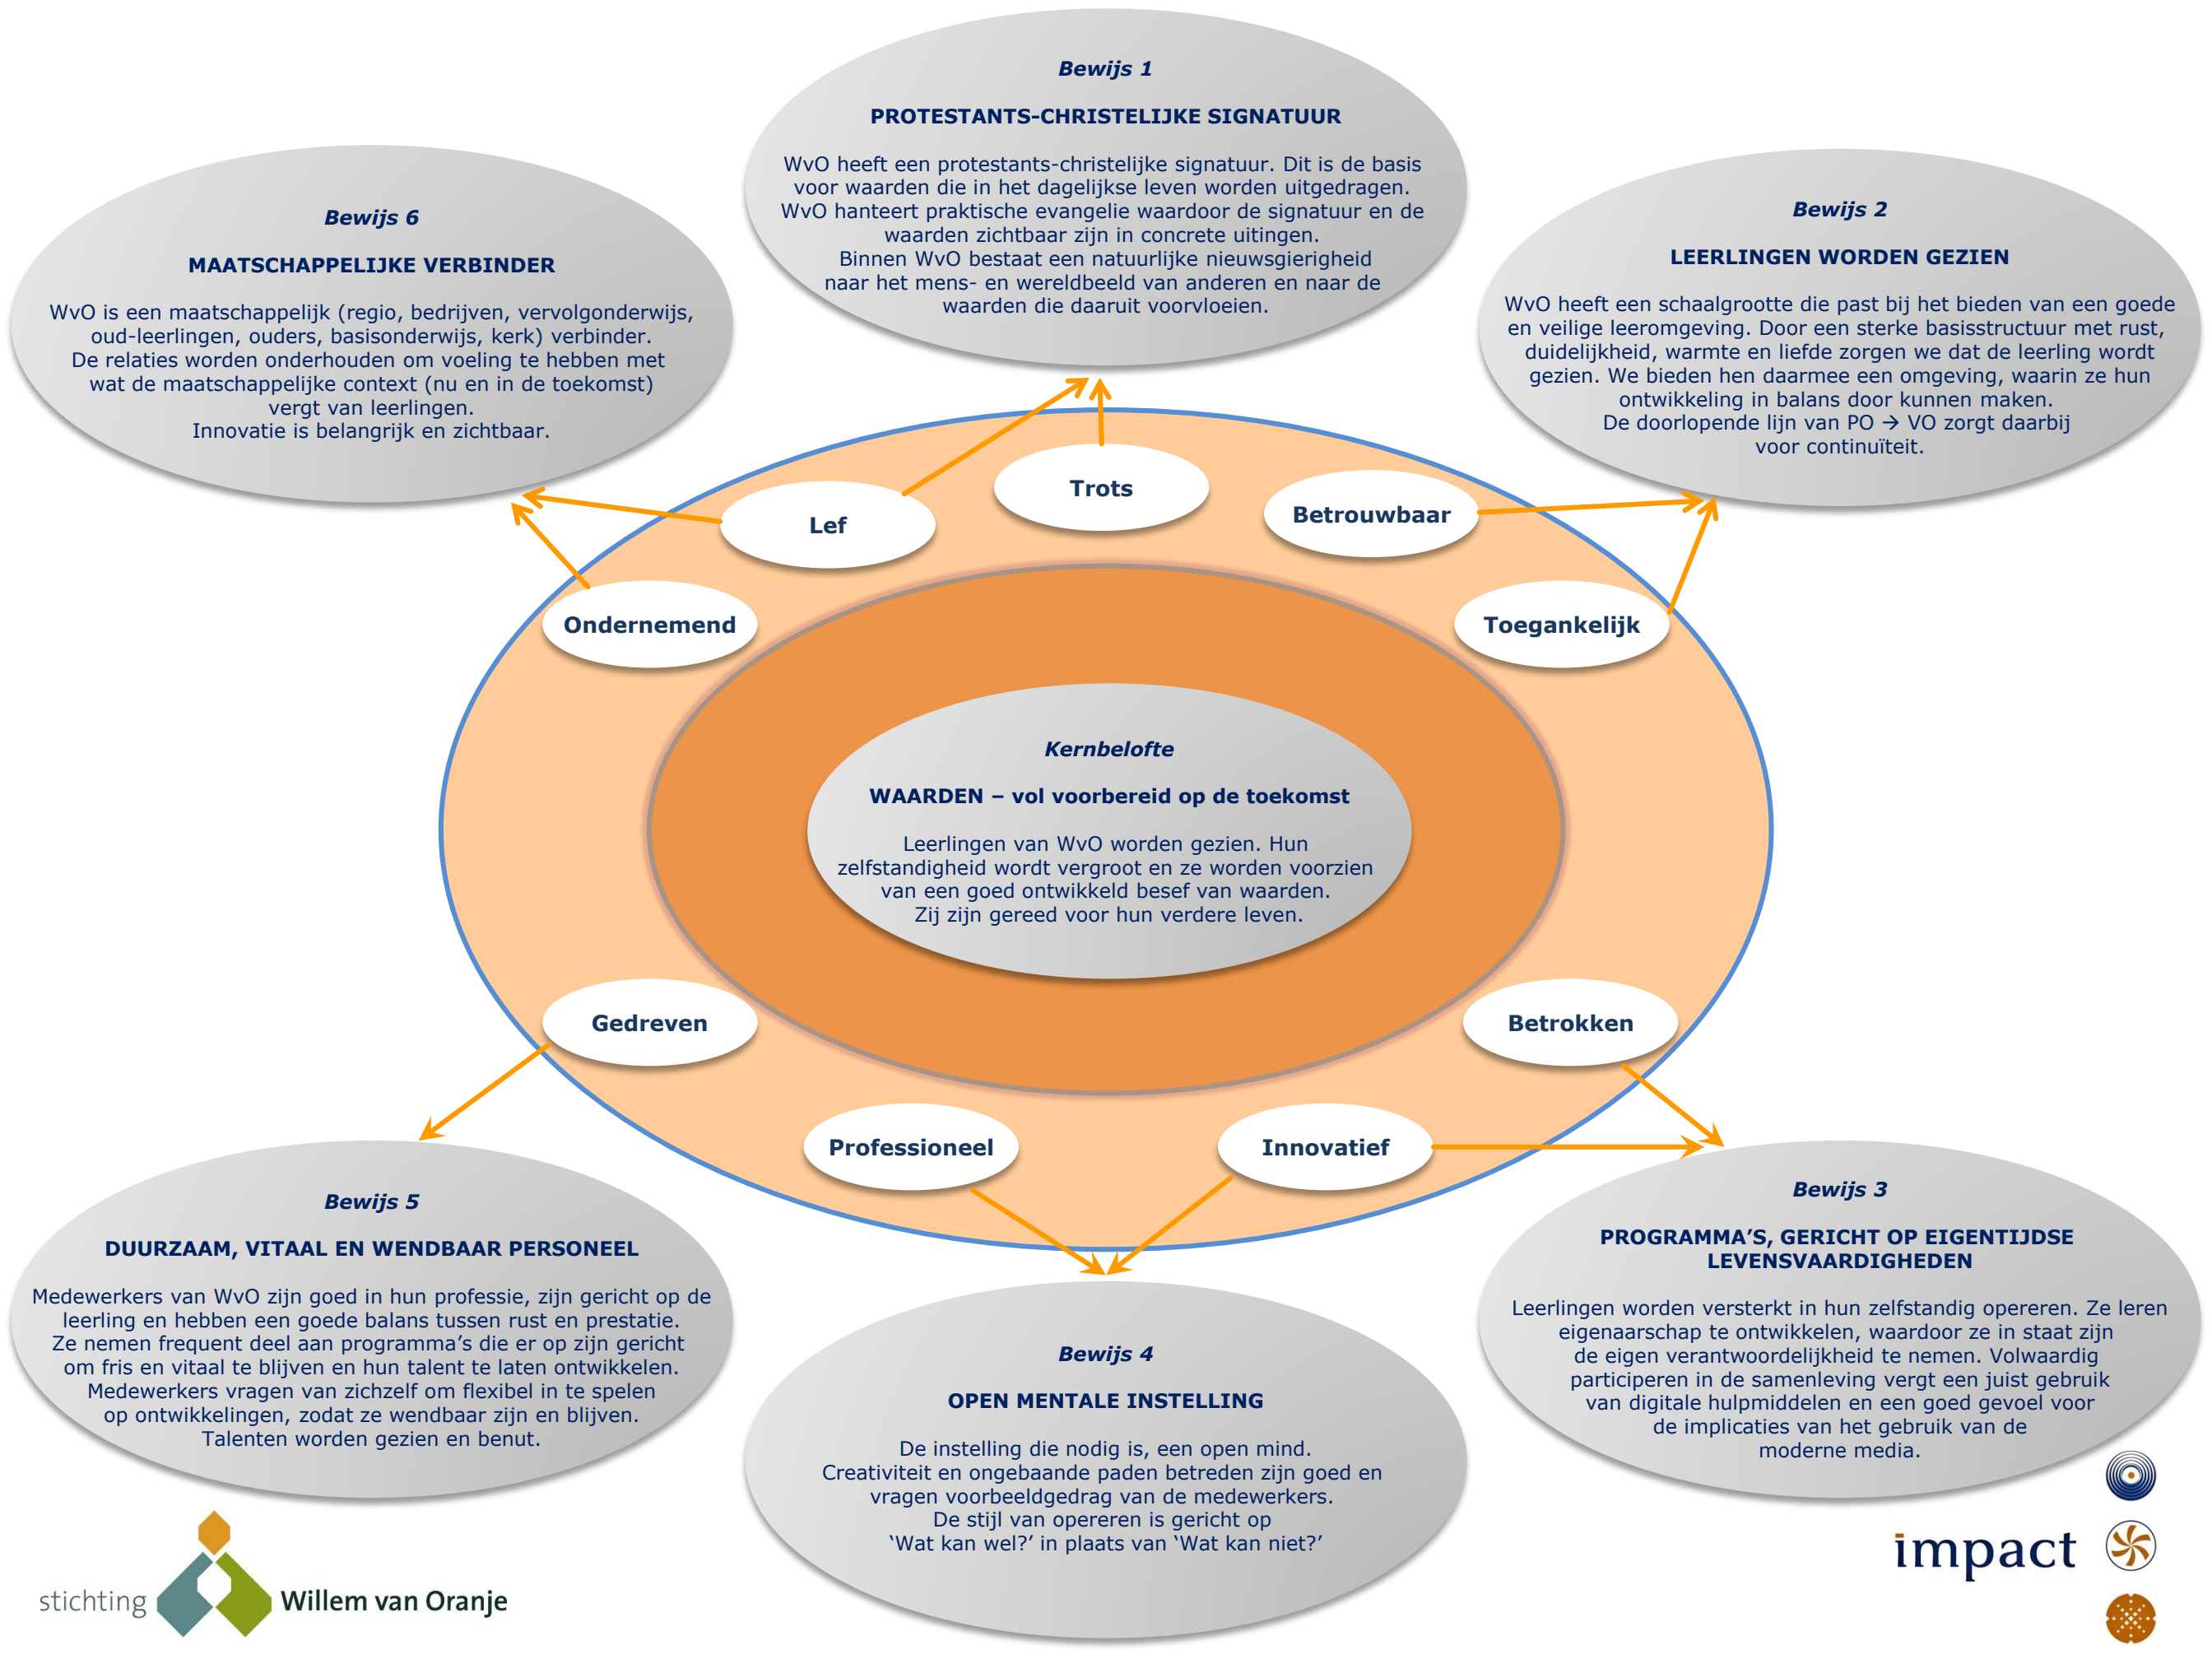 Bewijs 1
PROTESTANTS-CHRISTELIJKE SIGNATUUR
WvO heeft een protestants-christelijke signatuur. Dit is de basis
voor waarden die in het dagelijkse leven worden uitgedragen.
WvO hanteert praktische evangelie waardoor de signatuur en de
waarden zichtbaar zijn in concrete uitingen.
Binnen WvO bestaat een natuurlijke nieuwsgierigheid
naar het mens- en wereldbeeld van anderen en naar de
waarden die daaruit voorvloeien.
Bewijs 6
MAATSCHAPPELIJKE VERBINDER
WvO is een maatschappelijk (regio, bedrijven, vervolgonderwijs,
oud-leerlingen, ouders, basisonderwijs, kerk) verbinder.
De relaties worden onderhouden om voeling te hebben met
wat de maatschappelijke context (nu en in de toekomst)
vergt van leerlingen.
Innovatie is belangrijk en zichtbaar.
Bewijs 2
LEERLINGEN WORDEN GEZIEN
WvO heeft een schaalgrootte die past bij het bieden van een goede
en veilige leeromgeving. Door een sterke basisstructuur met rust,
duidelijkheid, warmte en liefde zorgen we dat de leerling wordt
gezien. We bieden hen daarmee een omgeving, waarin ze hun
ontwikkeling in balans door kunnen maken.
De doorlopende lijn van PO → VO zorgt daarbij
voor continuïteit.
Trots
Lef
Betrouwbaar
Ondernemend
Toegankelijk
Kernbelofte
WAARDEN – vol voorbereid op de toekomst
Leerlingen van WvO worden gezien. Hun
zelfstandigheid wordt vergroot en ze worden voorzien
van een goed ontwikkeld besef van waarden.
Zij zijn gereed voor hun verdere leven.
Gedreven
Betrokken
Professioneel
Innovatief
Bewijs 5
DUURZAAM, VITAAL EN WENDBAAR PERSONEEL
Medewerkers van WvO zijn goed in hun professie, zijn gericht op de
leerling en hebben een goede balans tussen rust en prestatie.
Ze nemen frequent deel aan programma’s die er op zijn gericht
om fris en vitaal te blijven en hun talent te laten ontwikkelen.
Medewerkers vragen van zichzelf om flexibel in te spelen
op ontwikkelingen, zodat ze wendbaar zijn en blijven.
Talenten worden gezien en benut.
Bewijs 4
OPEN MENTALE INSTELLING
De instelling die nodig is, een open mind.
Creativiteit en ongebaande paden betreden zijn goed en
vragen voorbeeldgedrag van de medewerkers.
De stijl van opereren is gericht op
‘Wat kan wel?’ in plaats van ‘Wat kan niet?’
Bewijs 3
PROGRAMMA’S, GERICHT OP EIGENTIJDSE
LEVENSVAARDIGHEDEN
Leerlingen worden versterkt in hun zelfstandig opereren. Ze leren
eigenaarschap te ontwikkelen, waardoor ze in staat zijn
de eigen verantwoordelijkheid te nemen. Volwaardig
participeren in de samenleving vergt een juist gebruik
van digitale hulpmiddelen en een goed gevoel voor
de implicaties van het gebruik van de
moderne media.
stichting Willem van Oranje
impact